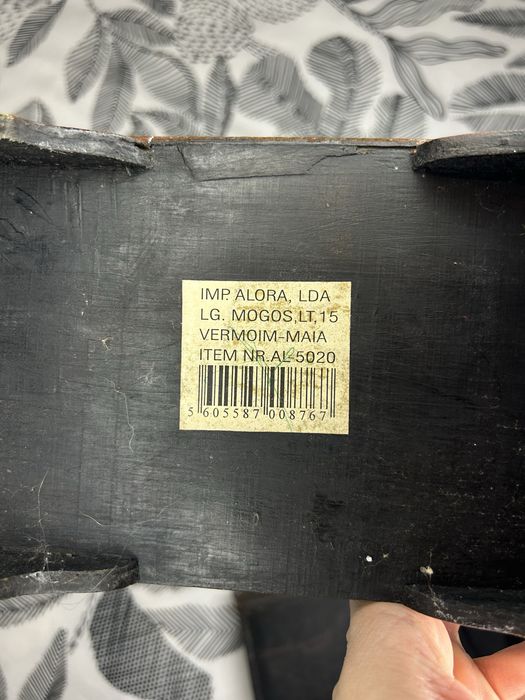 IMP. ALORA, LDA
LG. MOGOS,LT,15
VERMOIM-MAIA
ITEM NR.AL-5020
5 605587 008767